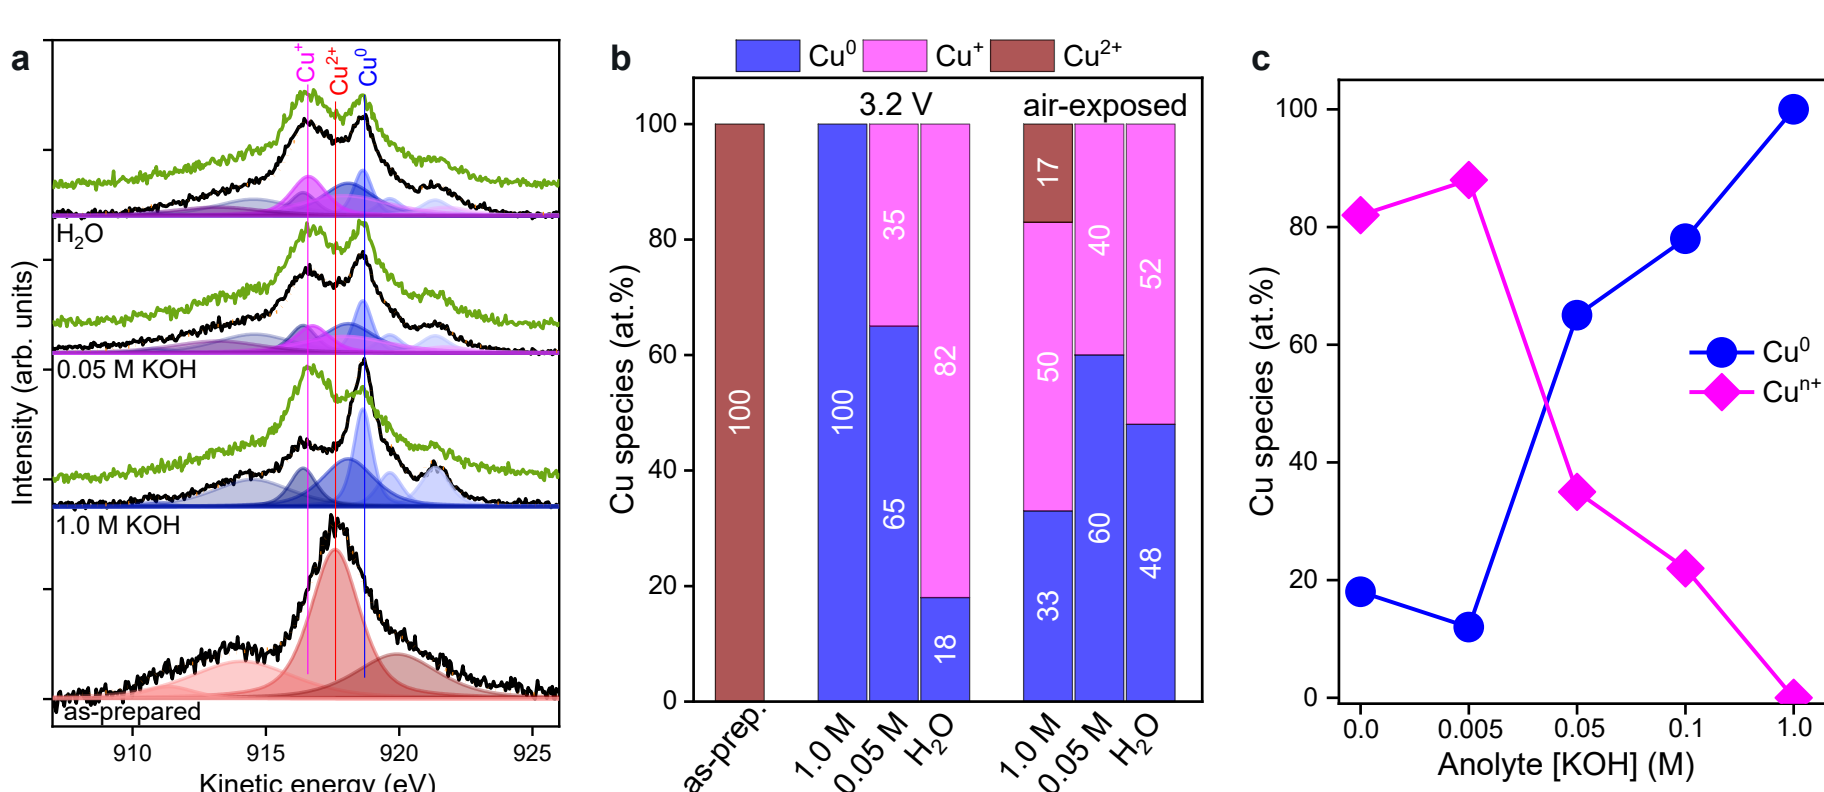 a
Cu⁺
Cu²⁺
Cu⁰
H₂O
0.05 M KOH
1.0 M KOH
as-prepared
Intensity (arb. units)
910 915 920 925
Kinetic energy (eV)
b
Cu⁰ Cu⁺ Cu²⁺
3.2 V air-exposed
100
80
60
40
20
0
Cu species (at.%)
100
100
35
65
82
18
17
50
33
40
60
52
48
as-prep. 1.0 M 0.05 M H₂O 1.0 M 0.05 M H₂O
c
100
80
60
40
20
0
Cu species (at.%)
Cu⁰
Cuⁿ⁺
0.0 0.005 0.05 0.1 1.0
Anolyte [KOH] (M)